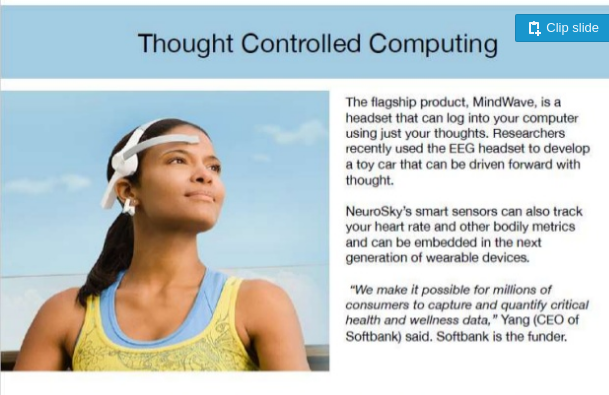 Clip slide
Thought Controlled Computing
The flagship product, MindWave, is a
headset that can log into your computer
using just your thoughts. Researchers
recently used the EEG headset to develop
a toy car that can be driven forward with
thought.
NeuroSky's smart sensors can also track
your heart rate and other bodily metrics
and can be embedded in the next
generation of wearable devices.
“We make it possible for millions of
consumers to capture and quantify critical
health and wellness data,” Yang (CEO of
Softbank) said. Softbank is the funder.